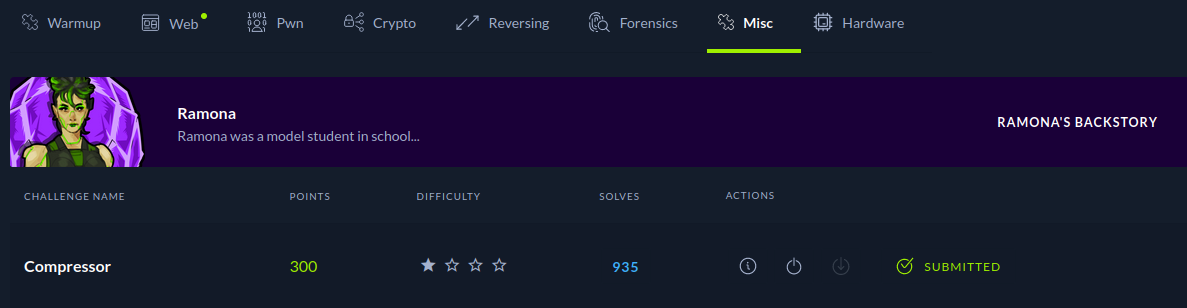 Warmup Web Pwn Crypto Reversing Forensics Misc Hardware
Ramona
Ramona was a model student in school...
RAMONA'S BACKSTORY
CHALLENGE NAME POINTS DIFFICULTY SOLVES ACTIONS
Compressor 300 935 SUBMITTED